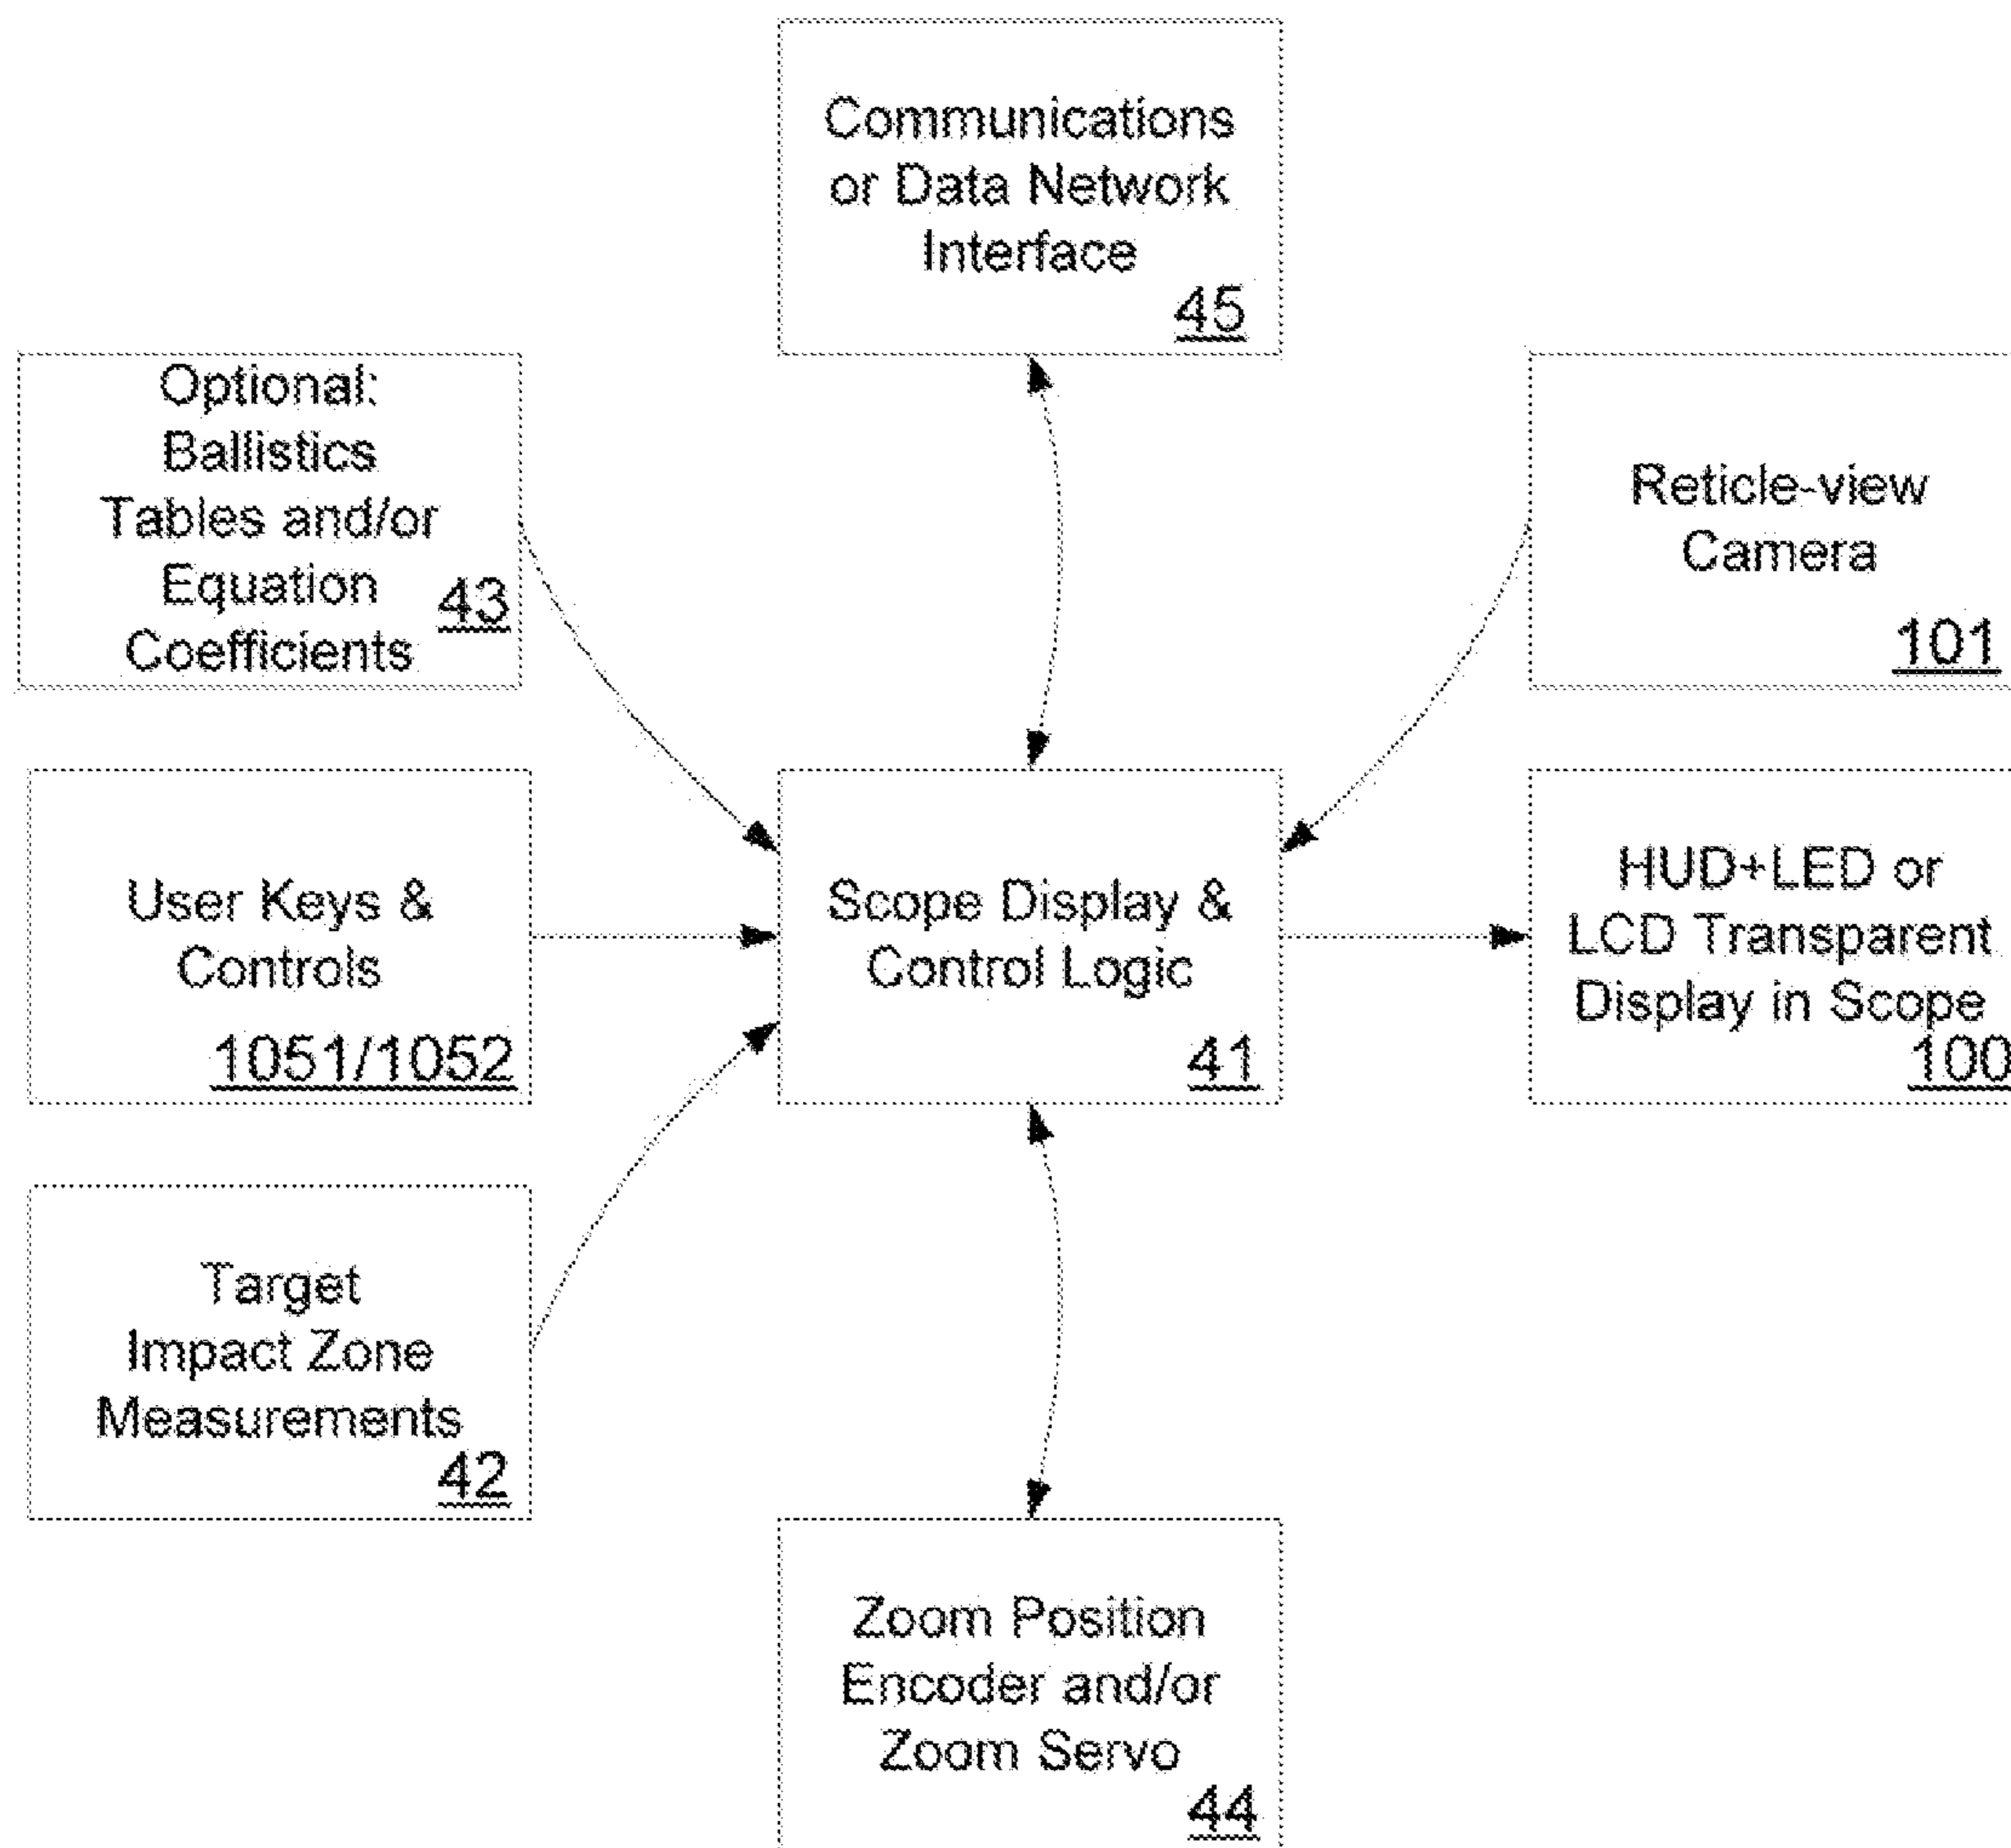 Communications
or Data Network
Interface
45
Optional:
Ballistics
Tables and/or
Equation
Coefficients
43
Reticle-view
Camera
101
User Keys &
Controls
1051/1052
Scope Display &
Control Logic
41
HUD+LED or
LCD Transparent
Display in Scope
100
Target
Impact Zone
Measurements
42
Zoom Position
Encoder and/or
Zoom Servo
44